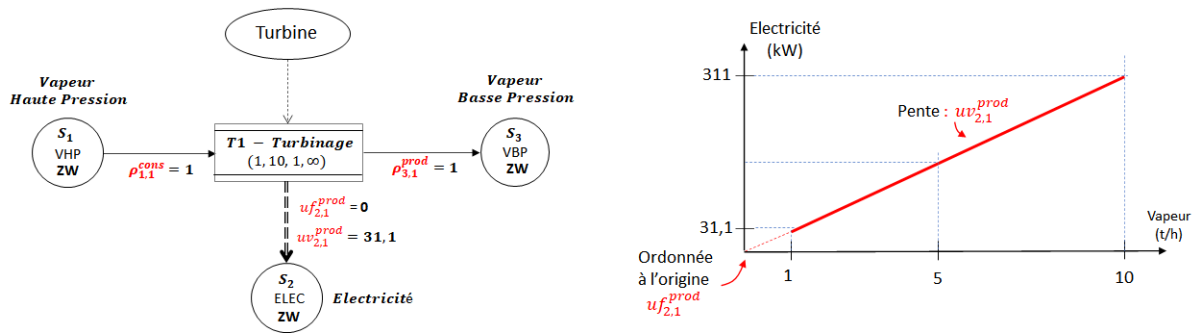 Turbine
Vapeur
Haute Pression
S₁
VHP
ZW
ρ₁,₁ᶜᵒⁿˢ = 1
T1 − Turbinage
(1, 10, 1, ∞)
ρ₃,₁ᵖʳᵒᵈ = 1
Vapeur
Basse Pression
S₃
VBP
ZW
uf₂,₁ᵖʳᵒᵈ = 0
uv₂,₁ᵖʳᵒᵈ = 31,1
S₂
ELEC
ZW
Electricité
Electricité
(kW)
311
Pente : uv₂,₁ᵖʳᵒᵈ
31,1
Vapeur
(t/h)
Ordonnée
à l’origine
uf₂,₁ᵖʳᵒᵈ
1
5
10